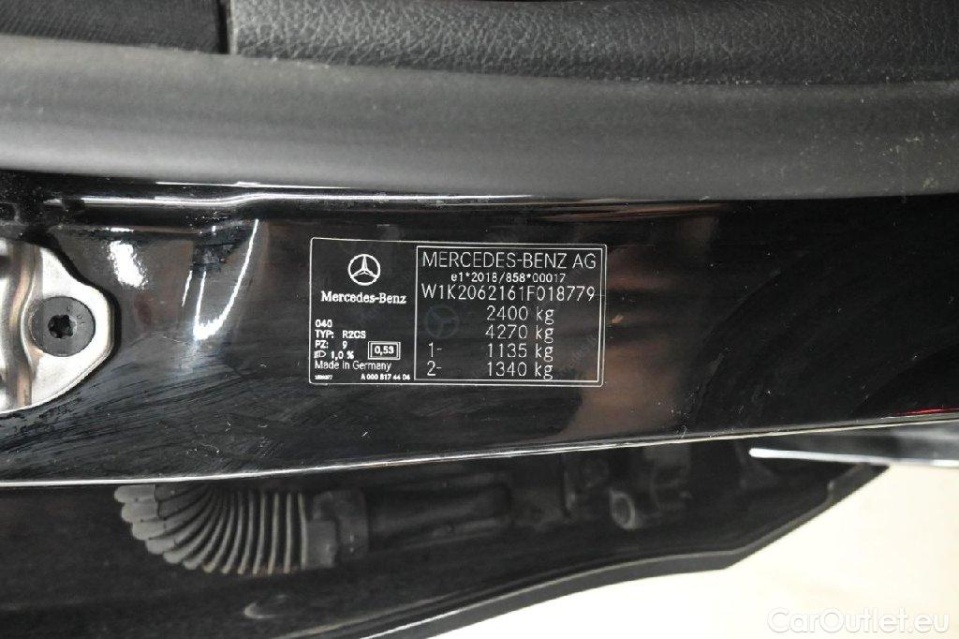 Mercedes-Benz
040
TYP: R2CS
PZ: 9
1,0 % 0,53
Made in Germany
A 000 817 44 04
MERCEDES-BENZ AG
e1*2018/858*00017
W1K2062161F018779
2400 kg
4270 kg
1- 1135 kg
2- 1340 kg
CarOutlet.eu